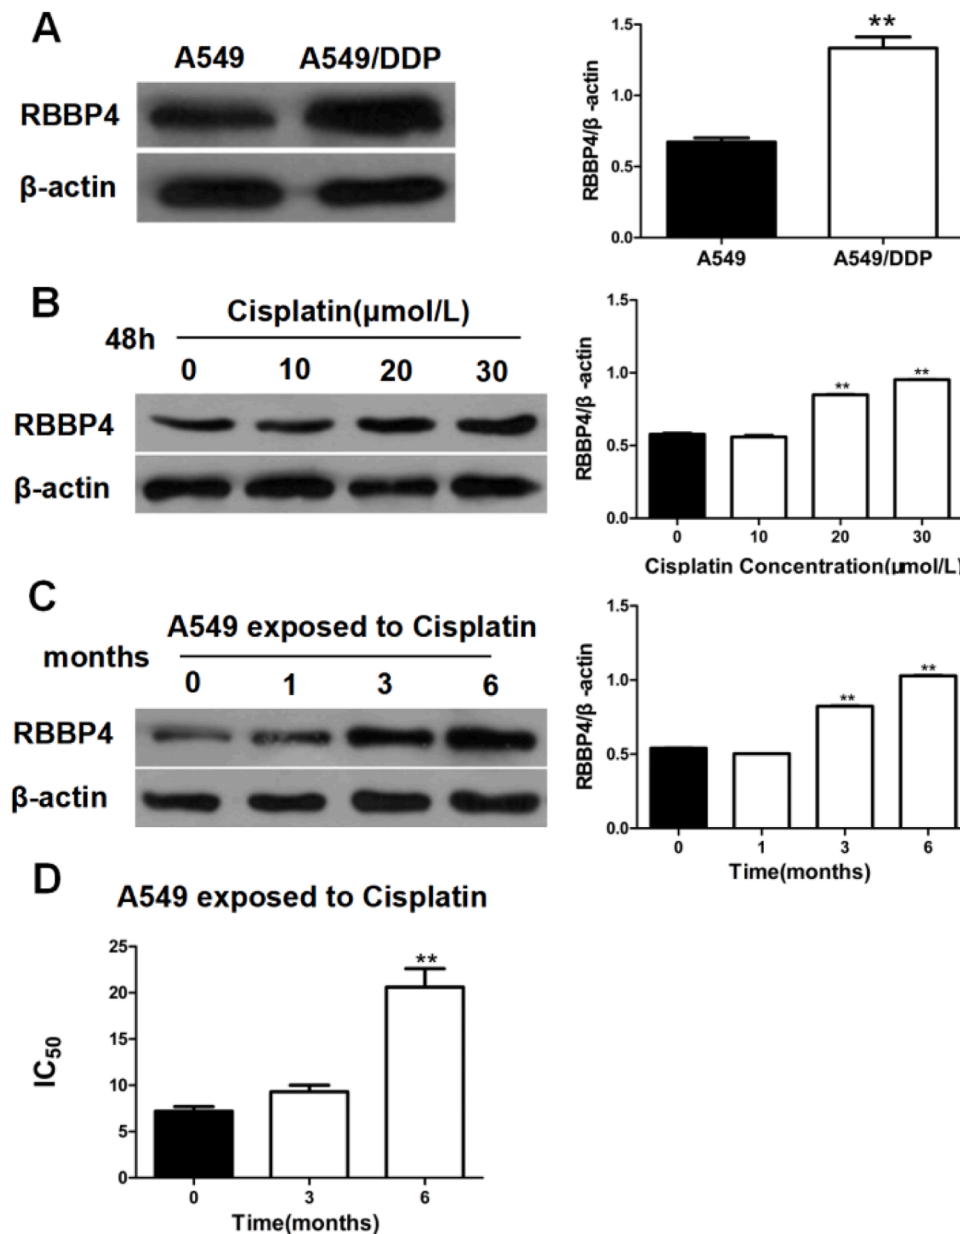 A
A549 A549/DDP
RBBP4
β-actin
RBBP4/β -actin
1.5
1.0
0.5
0.0
**
A549 A549/DDP
B
Cisplatin(μmol/L)
48h
0 10 20 30
RBBP4
β-actin
RBBP4/β -actin
1.5
1.0
0.5
0.0
** **
0 10 20 30
Cisplatin Concentration(μmol/L)
C
A549 exposed to Cisplatin
months
0 1 3 6
RBBP4
β-actin
RBBP4/β -actin
1.5
1.0
0.5
0.0
** **
0 1 3 6
Time(months)
D
A549 exposed to Cisplatin
IC50
25
20
15
10
5
0
**
0 3 6
Time(months)